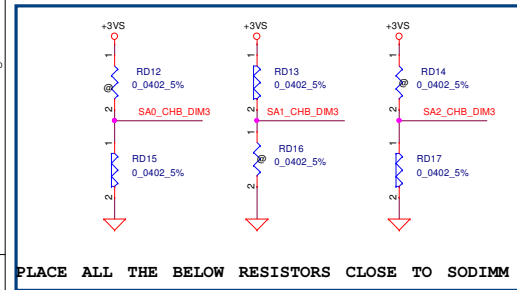 +3VS +3VS +3VS
1 1 1
RD12 RD13 RD14
@ 0_0402_5% 0_0402_5% @ 0_0402_5%
2 2 2
SA0_CHB_DIM3 SA1_CHB_DIM3 SA2_CHB_DIM3
1 1 1
RD15 RD16 RD17
0_0402_5% @ 0_0402_5% 0_0402_5%
2 2 2
PLACE ALL THE BELOW RESISTORS CLOSE TO SODIMM